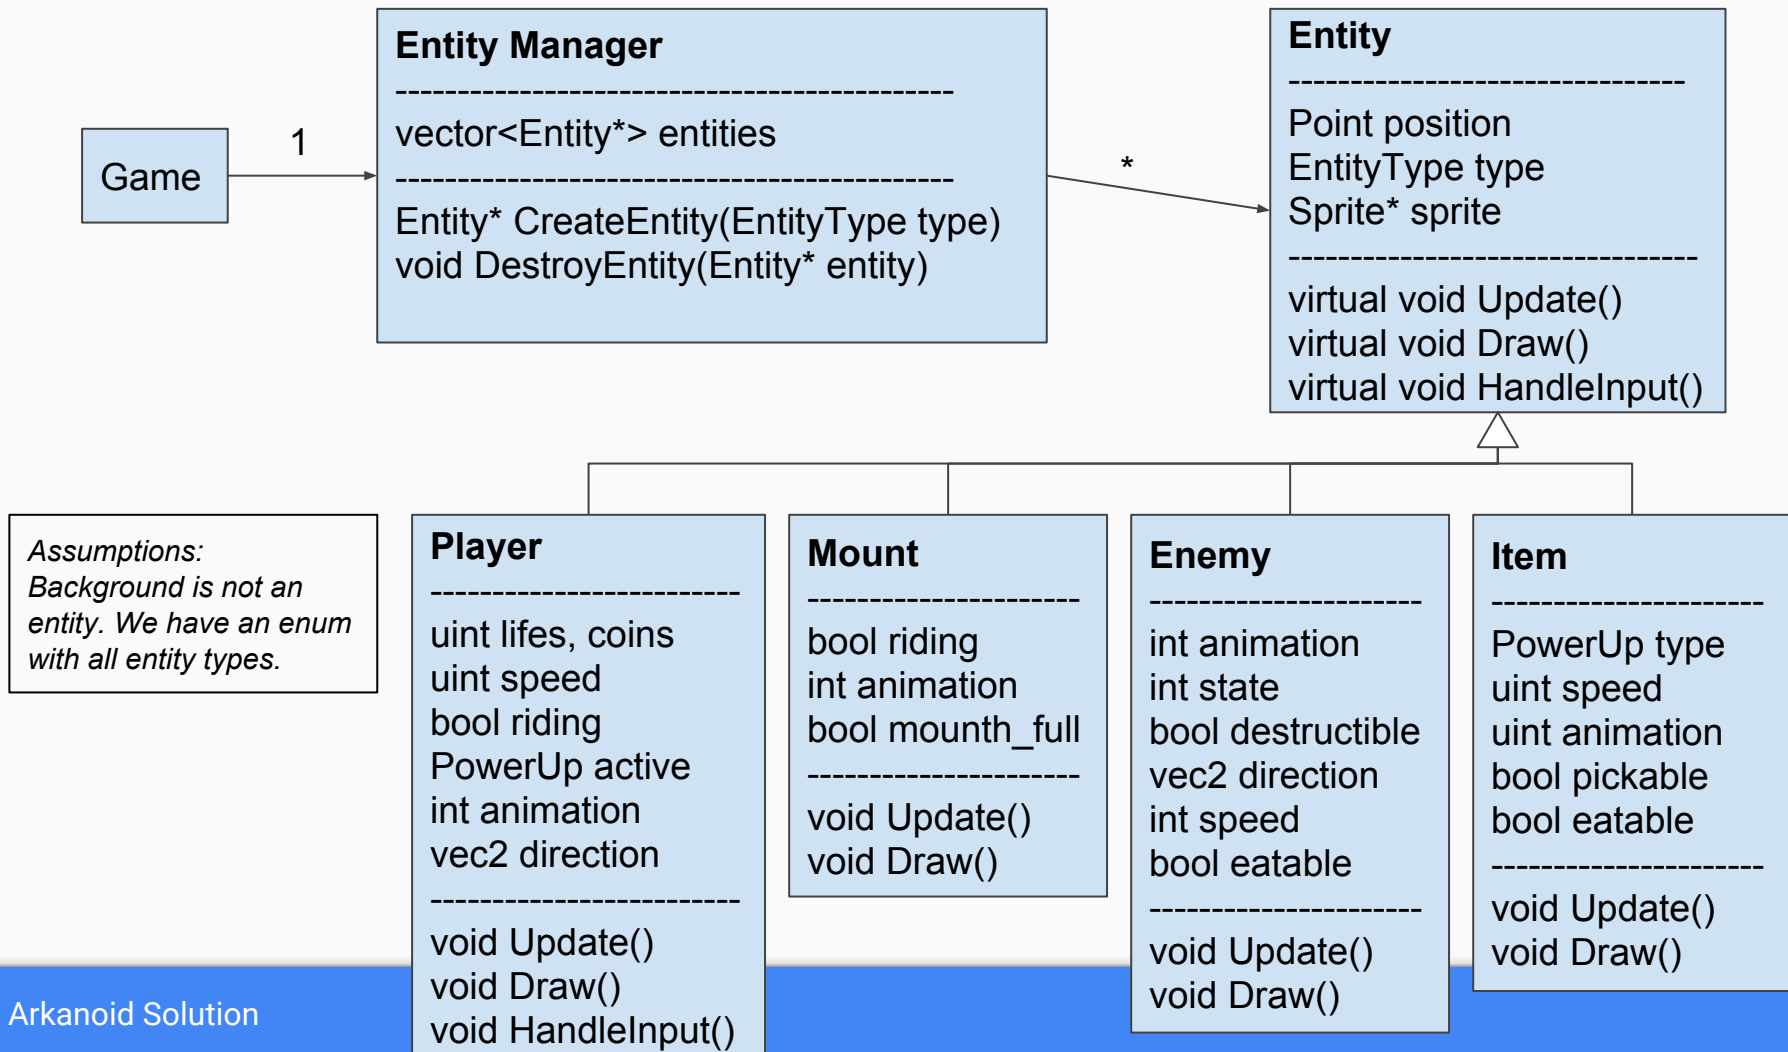 Game
1
Entity Manager
---------------------------------------------
vector<Entity*> entities
---------------------------------------------
Entity* CreateEntity(EntityType type)
void DestroyEntity(Entity* entity)
*
Entity
--------------------------------
Point position
EntityType type
Sprite* sprite
---------------------------------
virtual void Update()
virtual void Draw()
virtual void HandleInput()
Assumptions:
Background is not an
entity. We have an enum
with all entity types.
Player
-------------------------
uint lifes, coins
uint speed
bool riding
PowerUp active
int animation
vec2 direction
-------------------------
void Update()
void Draw()
void HandleInput()
Mount
----------------------
bool riding
int animation
bool mounth_full
----------------------
void Update()
void Draw()
Enemy
----------------------
int animation
int state
bool destructible
vec2 direction
int speed
bool eatable
----------------------
void Update()
void Draw()
Item
----------------------
PowerUp type
uint speed
uint animation
bool pickable
bool eatable
----------------------
void Update()
void Draw()
Arkanoid Solution